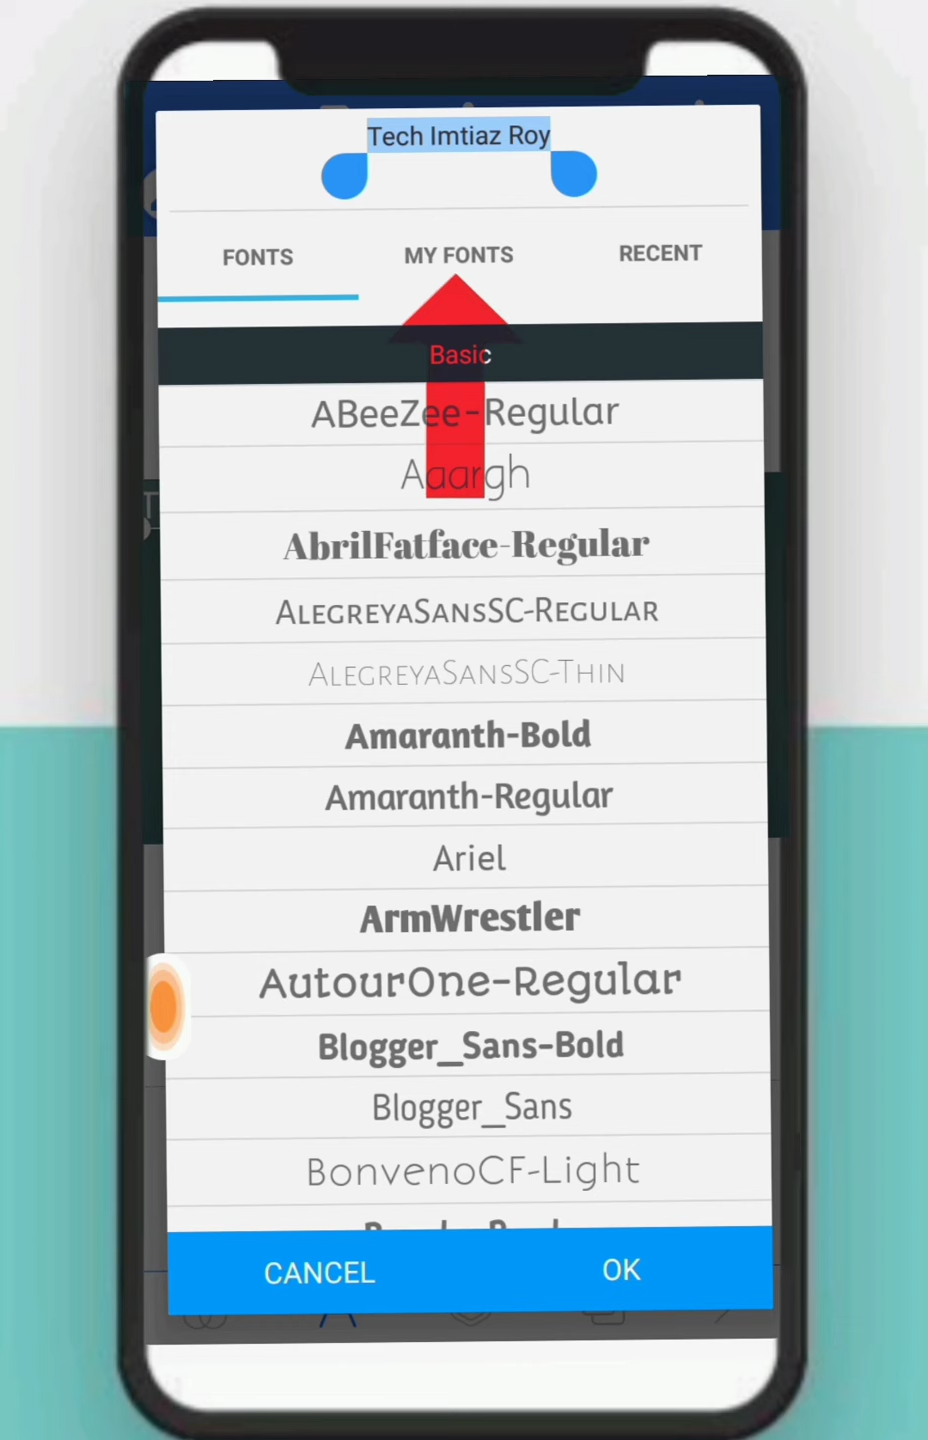 Tech Imtiaz Roy
FONTS MY FONTS RECENT
Basic
ABeeZee-Regular
Aaargh
AbrilFatface-Regular
AlegreyaSansSC-Regular
AlegreyaSansSC-Thin
Amaranth-Bold
Amaranth-Regular
Ariel
ArmWrestler
AutourOne-Regular
Blogger_Sans-Bold
Blogger_Sans
BonvenoCF-Light
CANCEL OK